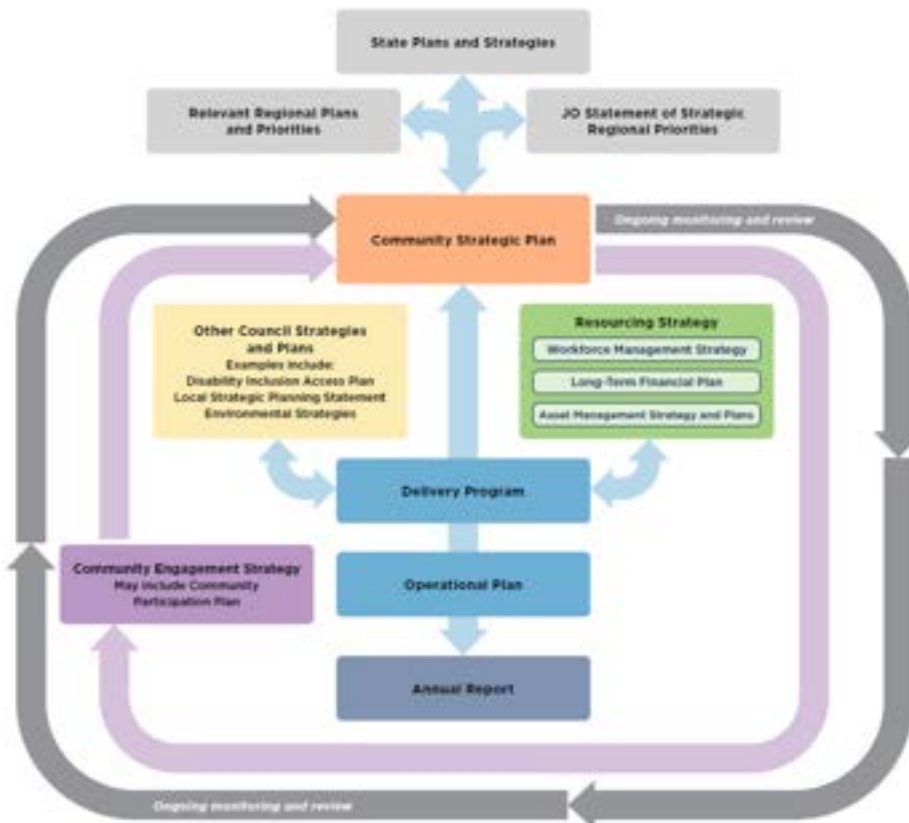 State Plans and Strategies
Relevant Regional Plans
and Priorities
JO Statement of Strategic
Regional Priorities
Community Strategic Plan
Ongoing monitoring and review
Other Council Strategies
and Plans
Examples include:
Disability Inclusion Access Plan
Local Strategic Planning Statement
Environmental Strategies
Resourcing Strategy
Workforce Management Strategy
Long-Term Financial Plan
Asset Management Strategy and Plans
Delivery Program
Community Engagement Strategy
May include Community
Participation Plan
Operational Plan
Annual Report
Ongoing monitoring and review